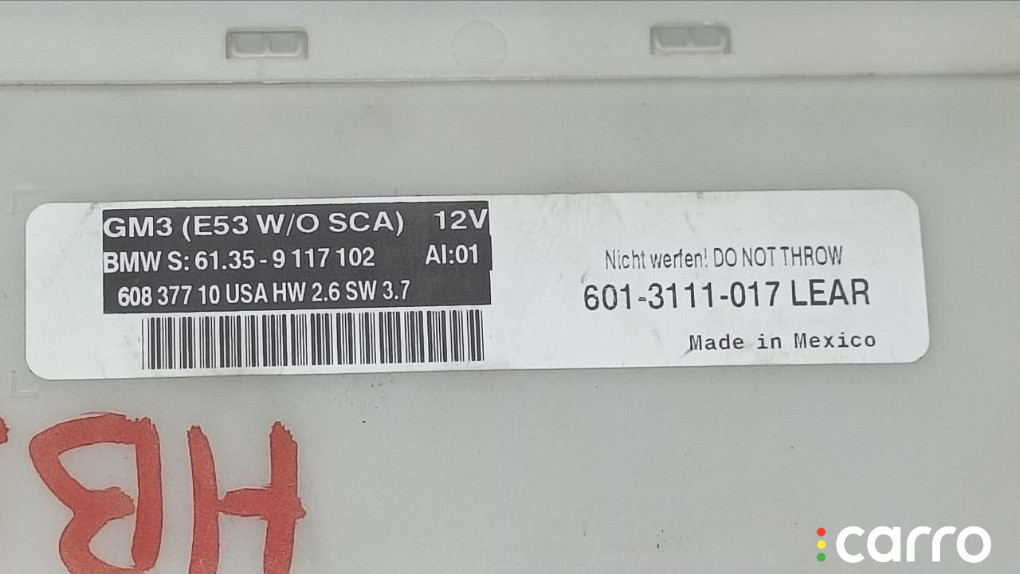 GM3 (E53 W/O SCA) 12V
BMW S: 61.35 - 9 117 102 AI:01
608 377 10 USA HW 2.6 SW 3.7
Nicht werfen! DO NOT THROW
601-3111-017 LEAR
Made in Mexico
HB
carro